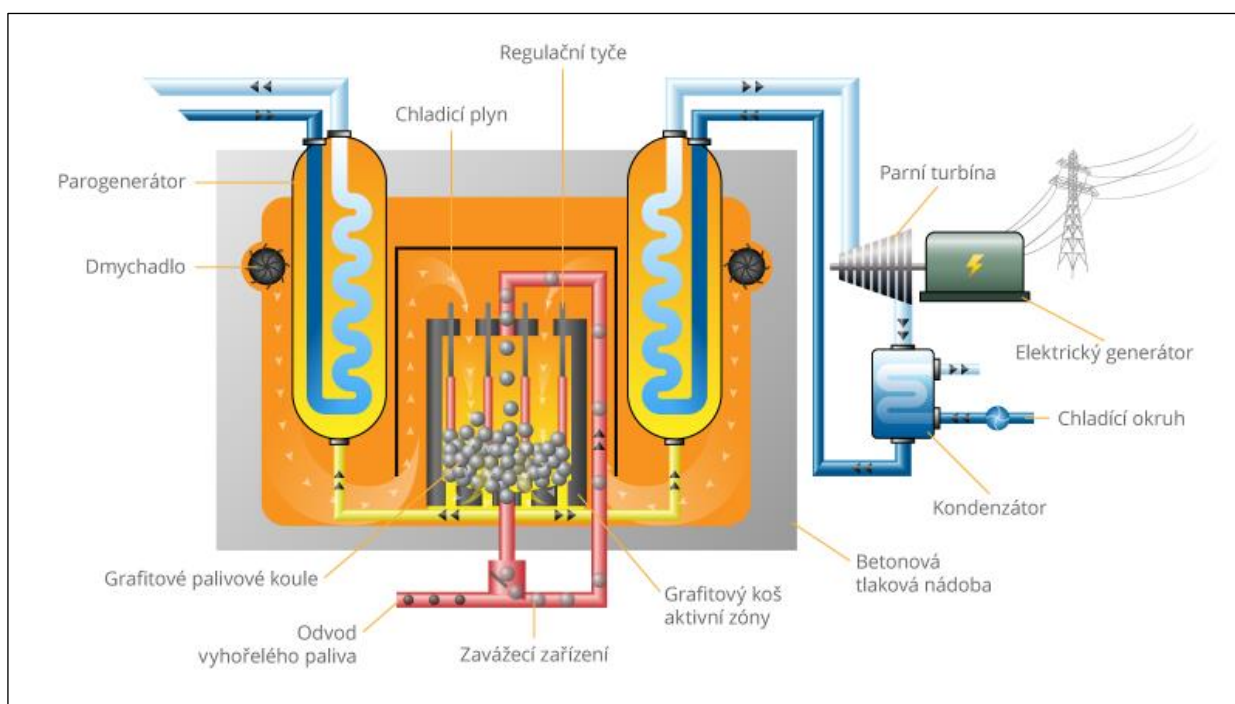 Regulační tyče
Chladicí plyn
Parogenerátor
Parní turbína
Dmychadlo
Elektrický generátor
Chladící okruh
Kondenzátor
Grafitové palivové koule
Betonová
tlaková nádoba
Grafitový koš
aktivní zóny
Odvod
vyhořelého paliva
Zavážecí zařízení